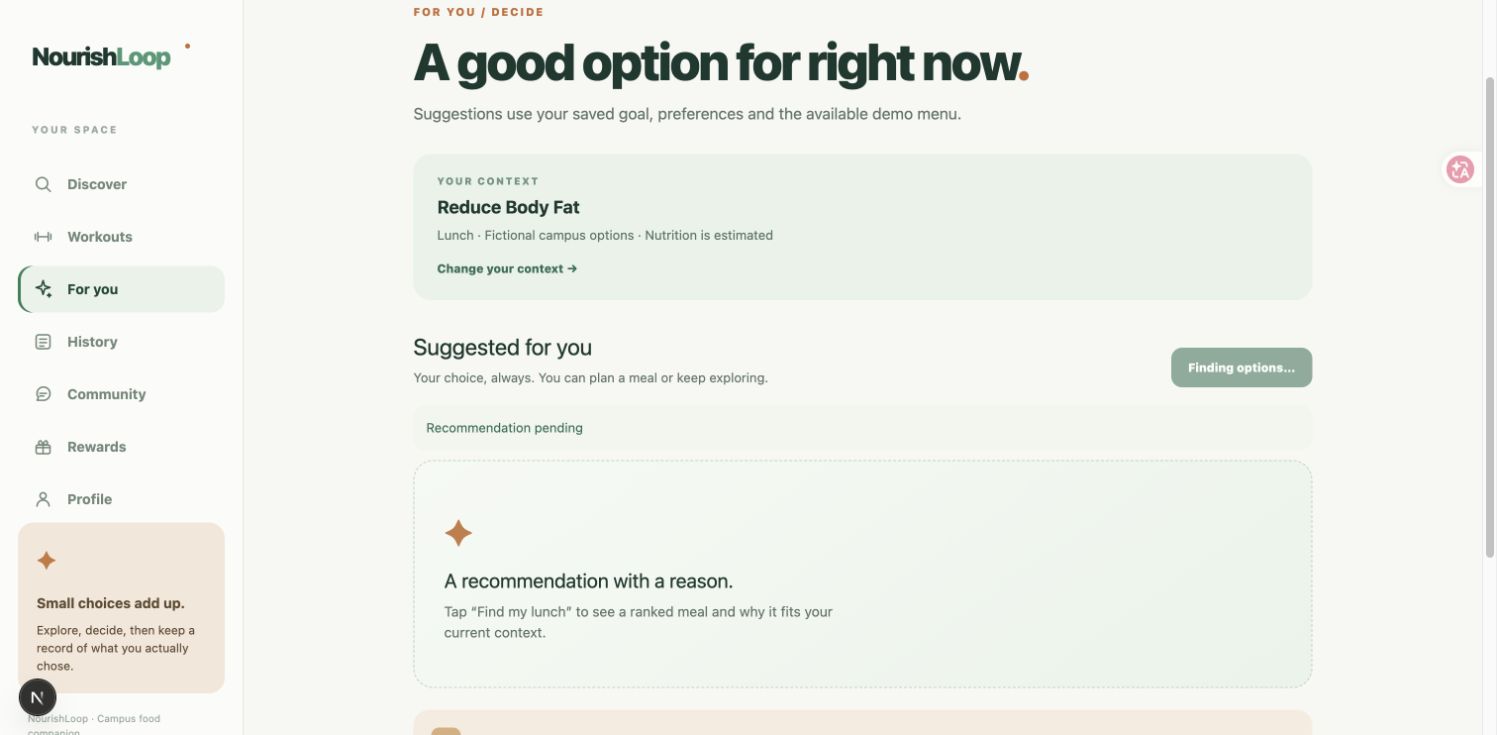 NourishLoop
YOUR SPACE
Discover
Workouts
For you
History
Community
Rewards
Profile
Small choices add up.
Explore, decide, then keep a
record of what you actually
chose.
N
NourishLoop · Campus food
companion
FOR YOU / DECIDE
A good option for right now.
Suggestions use your saved goal, preferences and the available demo menu.
YOUR CONTEXT
Reduce Body Fat
Lunch · Fictional campus options · Nutrition is estimated
Change your context →
Suggested for you
Your choice, always. You can plan a meal or keep exploring.
Finding options...
Recommendation pending
A recommendation with a reason.
Tap “Find my lunch” to see a ranked meal and why it fits your
current context.